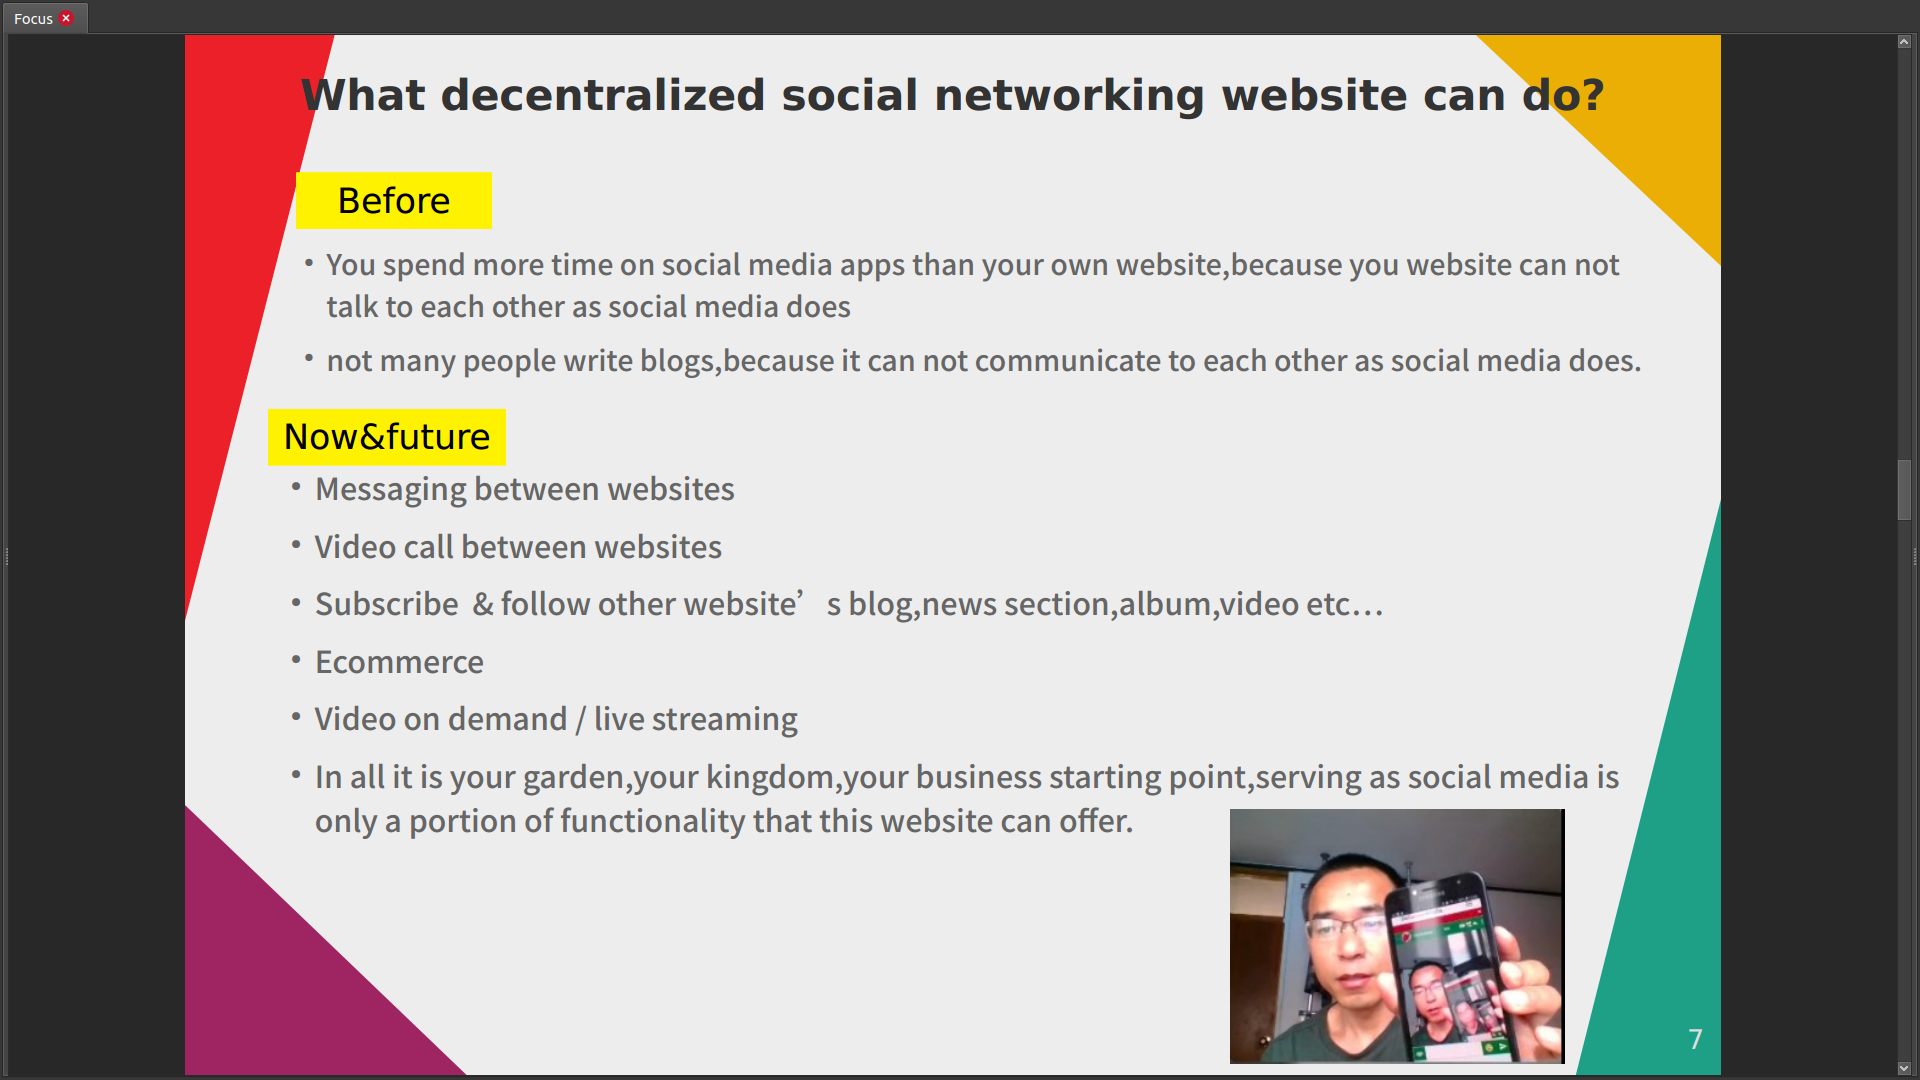 Focus
What decentralized social networking website can do?
Before
• You spend more time on social media apps than your own website,because you website can not
talk to each other as social media does
• not many people write blogs,because it can not communicate to each other as social media does.
Now&future
• Messaging between websites
• Video call between websites
• Subscribe & follow other website’s blog,news section,album,video etc…
• Ecommerce
• Video on demand / live streaming
• In all it is your garden,your kingdom,your business starting point,serving as social media is
only a portion of functionality that this website can offer.
7